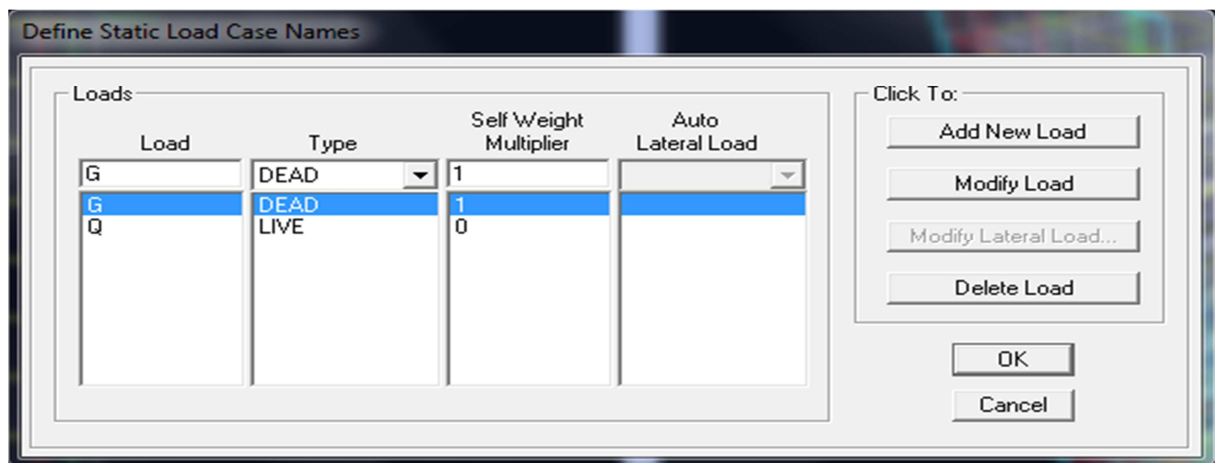 Define Static Load Case Names
Loads
Load Type Self Weight Multiplier Auto Lateral Load
G DEAD 1
G DEAD 1
Q LIVE 0
Click To:
Add New Load
Modify Load
Modify Lateral Load...
Delete Load
OK
Cancel